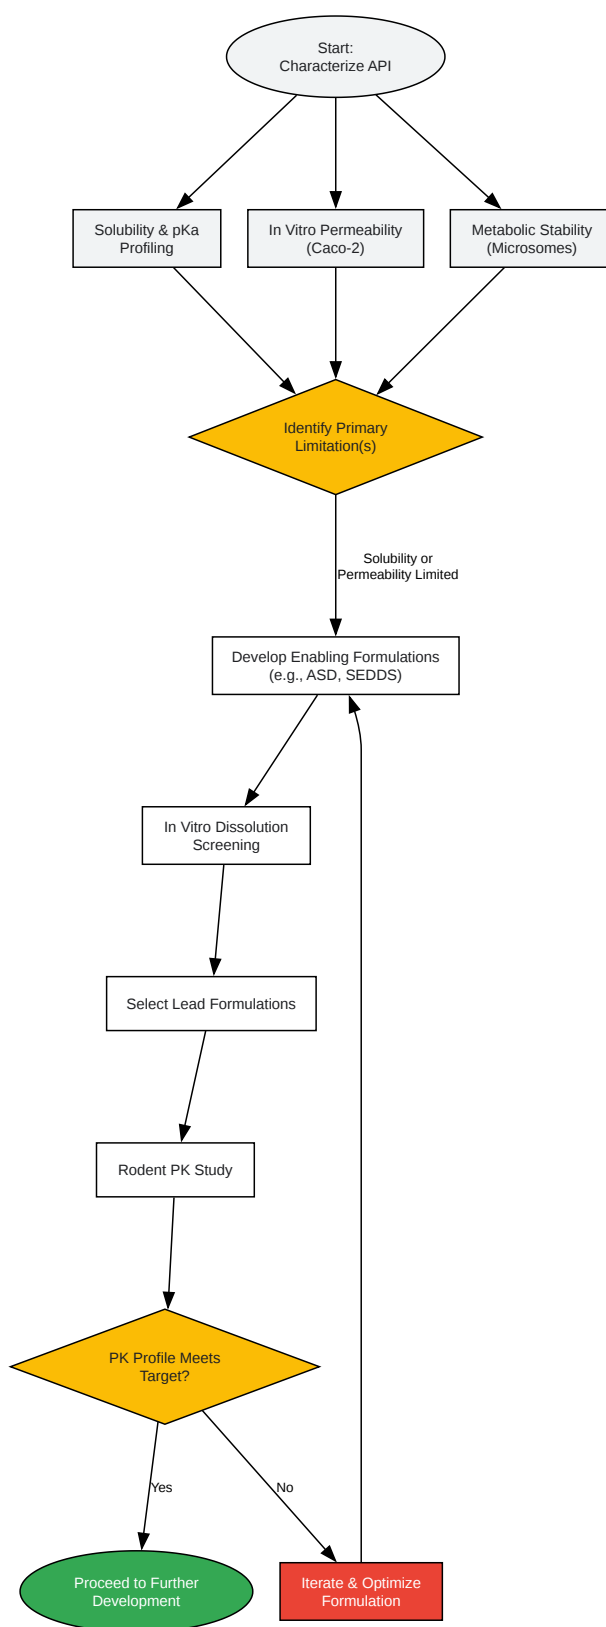 Start:
Characterize API
Solubility & pKa
Profiling
In Vitro Permeability
(Caco-2)
Metabolic Stability
(Microsomes)
Identify Primary
Limitation(s)
Solubility or
Permeability Limited
Develop Enabling Formulations
(e.g., ASD, SEDDS)
In Vitro Dissolution
Screening
Select Lead Formulations
Rodent PK Study
PK Profile Meets
Target?
Yes
No
Proceed to Further
Development
Iterate & Optimize
Formulation